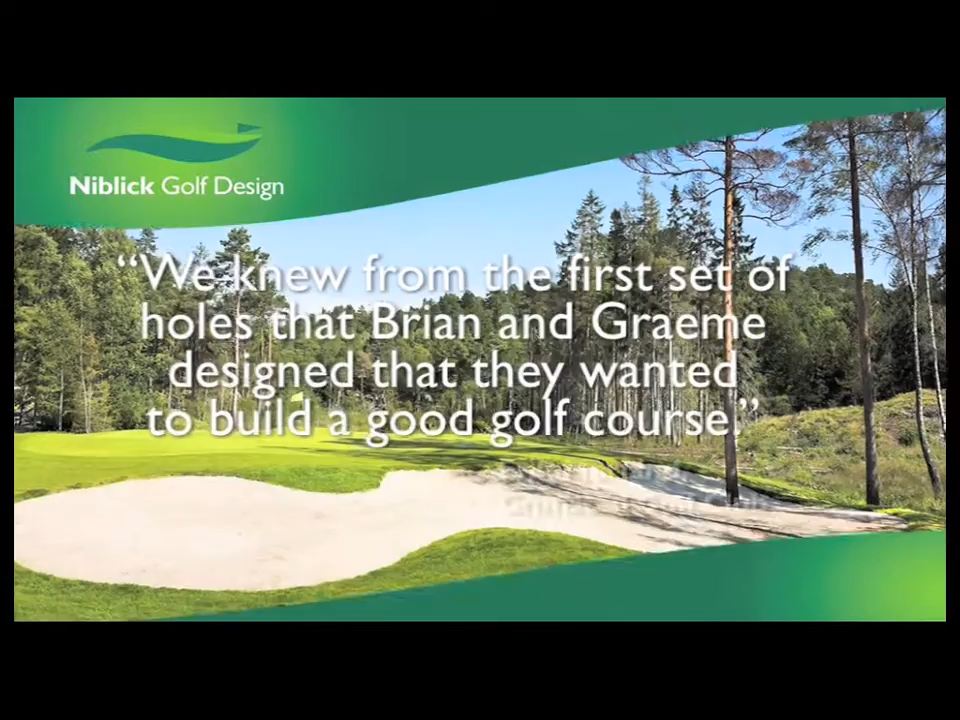 Niblick Golf Design
“We knew from the first set of
holes that Brian and Graeme
designed that they wanted
to build a good golf course.”